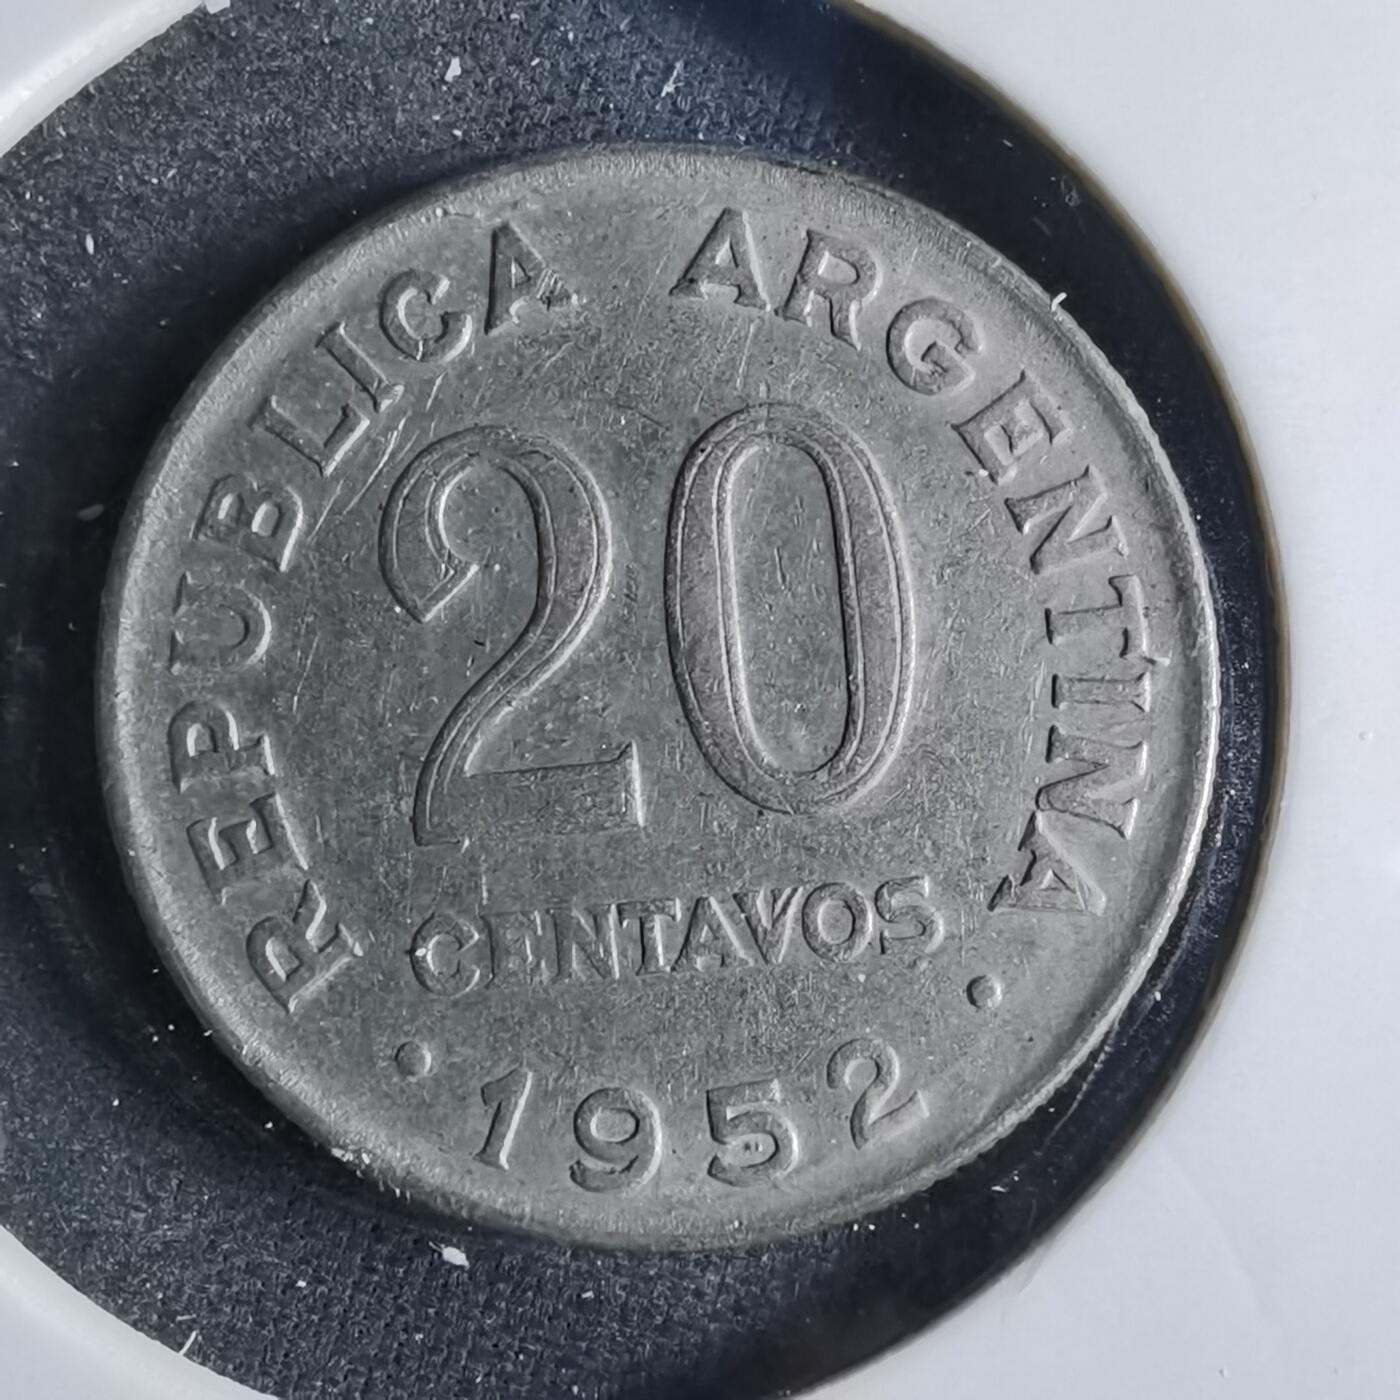 REPUBLICA ARGENTINA
20
CENTAVOS
• 1952 •